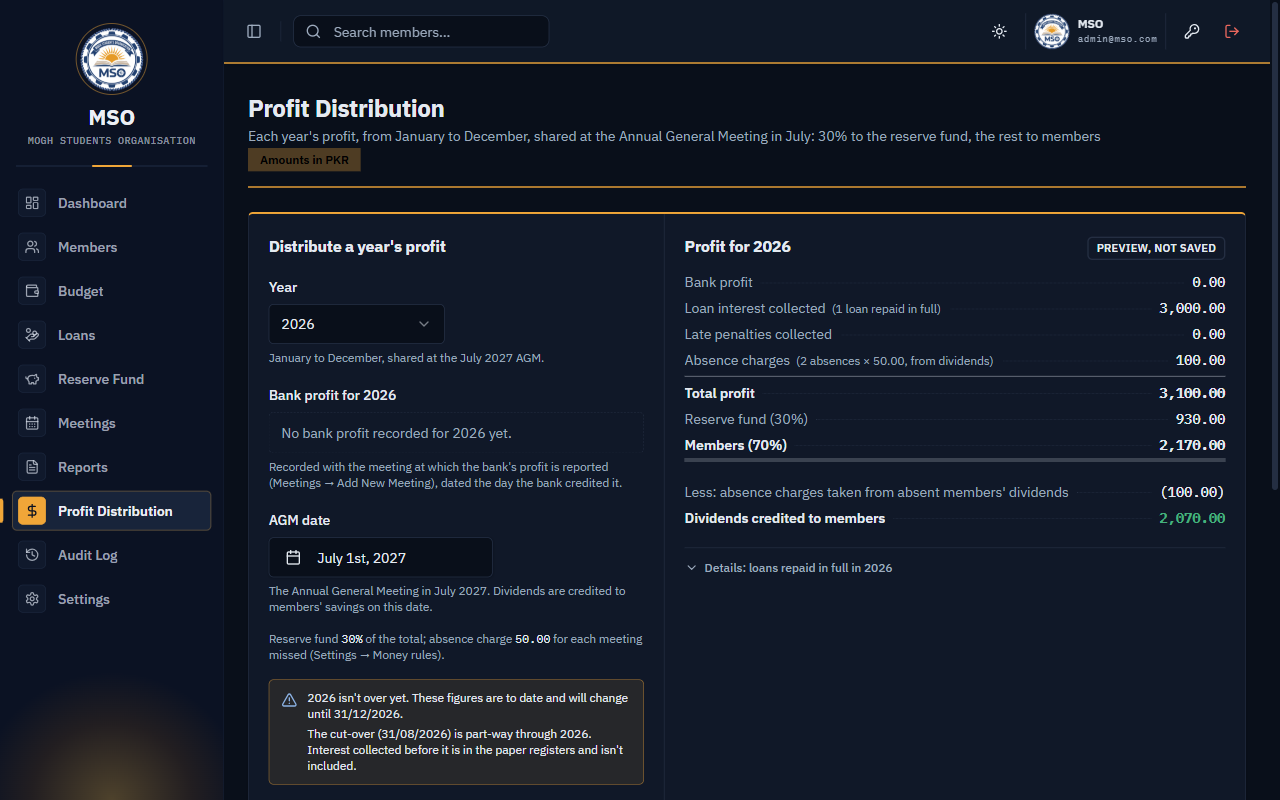 MSO
MOGH STUDENTS ORGANISATION
Dashboard
Members
Budget
Loans
Reserve Fund
Meetings
Reports
Profit Distribution
Audit Log
Settings
Search members...
MSO
admin@mso.com
Profit Distribution
Each year's profit, from January to December, shared at the Annual General Meeting in July: 30% to the reserve fund, the rest to members
Amounts in PKR
Distribute a year's profit
Year
2026
January to December, shared at the July 2027 AGM.
Bank profit for 2026
No bank profit recorded for 2026 yet.
Recorded with the meeting at which the bank's profit is reported
(Meetings → Add New Meeting), dated the day the bank credited it.
AGM date
July 1st, 2027
The Annual General Meeting in July 2027. Dividends are credited to
members' savings on this date.
Reserve fund 30% of the total; absence charge 50.00 for each meeting
missed (Settings → Money rules).
2026 isn't over yet. These figures are to date and will change
until 31/12/2026.
The cut-over (31/08/2026) is part-way through 2026.
Interest collected before it is in the paper registers and isn't
included.
Profit for 2026 PREVIEW, NOT SAVED
Bank profit 0.00
Loan interest collected (1 loan repaid in full) 3,000.00
Late penalties collected 0.00
Absence charges (2 absences × 50.00, from dividends) 100.00
Total profit 3,100.00
Reserve fund (30%) 930.00
Members (70%) 2,170.00
Less: absence charges taken from absent members' dividends (100.00)
Dividends credited to members 2,070.00
Details: loans repaid in full in 2026